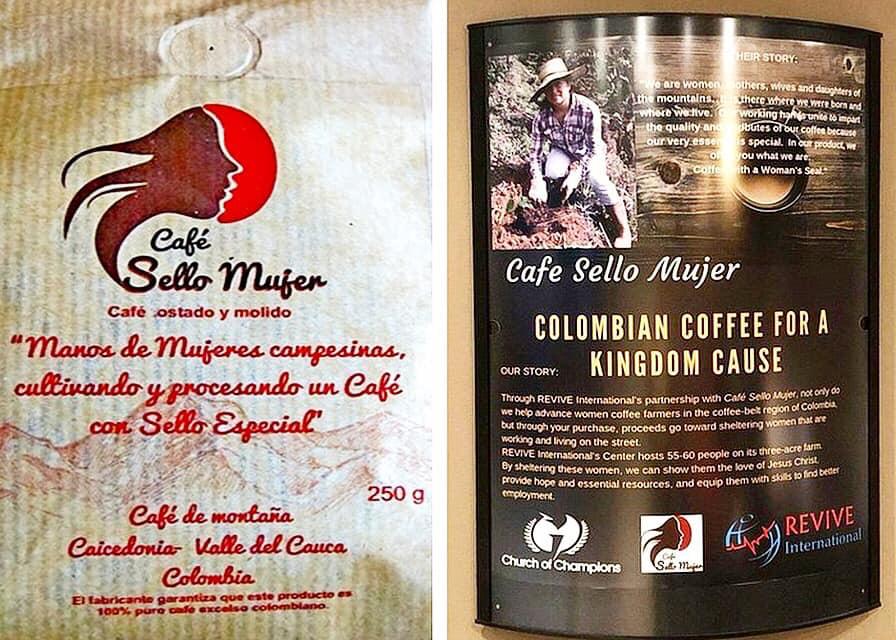 Café
Sello Mujer
Café ostado y molido
“Manos de Mujeres campesinas,
cultivando y procesando un Café
con Sello Especial”
250 g
Café de montaña
Caicedonia- Valle del Cauca
Colombia
El fabricante garantiza que este producto es
100% puro café excelso colombiano.
HEIR STORY:
"We are women, mothers, wives and daughters of
the mountains. It is there where we were born and
where we live. Our working hands unite to impart
the quality and attributes of our coffee because
our very essence is special. In our product, we
you what we are:
Coffee with a Woman's Seal."
Cafe Sello Mujer
COLOMBIAN COFFEE FOR A
KINGDOM CAUSE
OUR STORY:
Through REVIVE International's partnership with Café Sello Mujer, not only do
we help advance women coffee farmers in the coffee-belt region of Colombia,
but through your purchase, proceeds go toward sheltering women that are
working and living on the street.
REVIVE International's Center hosts 55-60 people on its three-acre farm.
By sheltering these women, we can show them the love of Jesus Christ,
provide hope and essential resources, and equip them with skills to find better
employment.
Church of Champions
Café
Sello Mujer
REVIVE
International